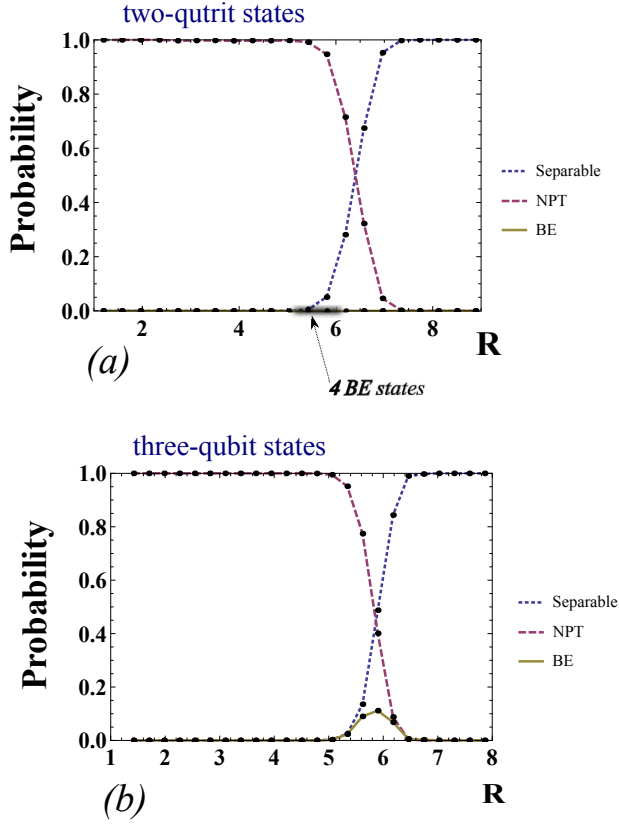 two-qutrit states
1.0
0.8
0.6
0.4
0.2
0.0
Probability
2 4 6 8
R
Separable
NPT
BE
(a)
4 BE states
three-qubit states
1.0
0.8
0.6
0.4
0.2
0.0
Probability
1 2 3 4 5 6 7 8
R
Separable
NPT
BE
(b)